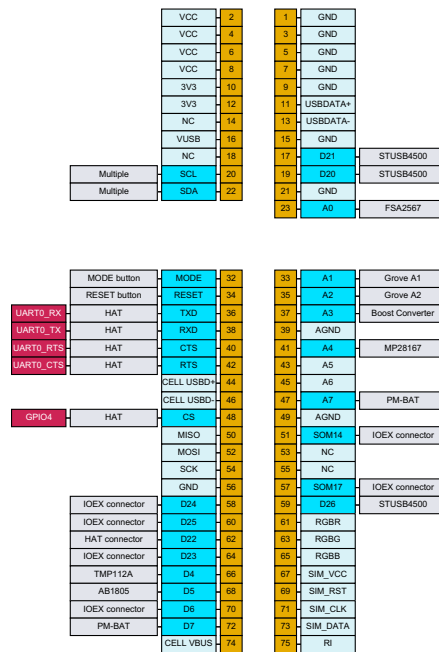 VCC 2 1 GND
VCC 4 3 GND
VCC 6 5 GND
VCC 8 7 GND
3V3 10 9 GND
3V3 12 11 USBDATA+
NC 14 13 USBDATA-
VUSB 16 15 GND
NC 18 17 D21 STUSB4500
Multiple SCL 20 19 D20 STUSB4500
Multiple SDA 22 21 GND
23 A0 FSA2567
MODE button MODE 32 33 A1 Grove A1
RESET button RESET 34 35 A2 Grove A2
UART0_RX HAT TXD 36 37 A3 Boost Converter
UART0_TX HAT RXD 38 39 AGND
UART0_RTS HAT CTS 40 41 A4 MP28167
UART0_CTS HAT RTS 42 43 A5
CELL USBD+ 44 45 A6
CELL USBD- 46 47 A7 PM-BAT
GPIO4 HAT CS 48 49 AGND
MISO 50 51 SOM14 IOEX connector
MOSI 52 53 NC
SCK 54 55 NC
GND 56 57 SOM17 IOEX connector
IOEX connector D24 58 59 D26 STUSB4500
IOEX connector D25 60 61 RGBR
HAT connector D22 62 63 RGBG
IOEX connector D23 64 65 RGBB
TMP112A D4 66 67 SIM_VCC
AB1805 D5 68 69 SIM_RST
IOEX connector D6 70 71 SIM_CLK
PM-BAT D7 72 73 SIM_DATA
CELL VBUS 74 75 RI